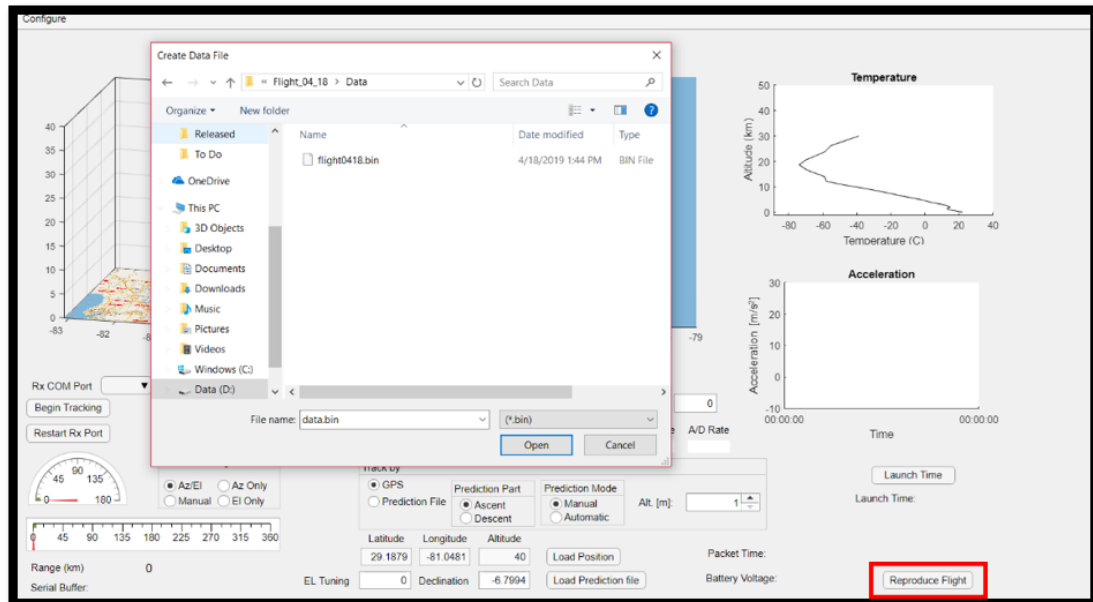 Configure
Create Data File
« Flight_04_18 > Data
Search Data
Organize
New folder
Released
To Do
OneDrive
This PC
3D Objects
Desktop
Documents
Downloads
Music
Pictures
Videos
Windows (C:)
Data (D:)
Name
Date modified
Type
flight0418.bin
4/18/2019 1:44 PM
BIN File
File name:
data.bin
(*.bin)
Open
Cancel
40
35
30
25
20
15
10
5
0
-83
-82
-79
Temperature
Altitude (km)
50
40
30
20
10
0
-80
-60
-40
-20
0
20
40
Temperature (C)
Acceleration
Acceleration [m/s²]
30
20
10
0
-10
00:00:00
00:00:00
Time
Rx COM Port
Begin Tracking
Restart Rx Port
0
A/D Rate
0
45
90
135
180
Az/El
Az Only
Manual
El Only
0
45
90
135
180
225
270
315
360
Range (km)
0
Serial Buffer:
Track by
GPS
Prediction File
Prediction Part
Ascent
Descent
Prediction Mode
Manual
Automatic
Alt. [m]:
1
Latitude
Longitude
Altitude
29.1879
-81.0481
40
Load Position
EL Tuning
0
Declination
-6.7994
Load Prediction file
Launch Time
Launch Time:
Packet Time:
Battery Voltage:
Reproduce Flight